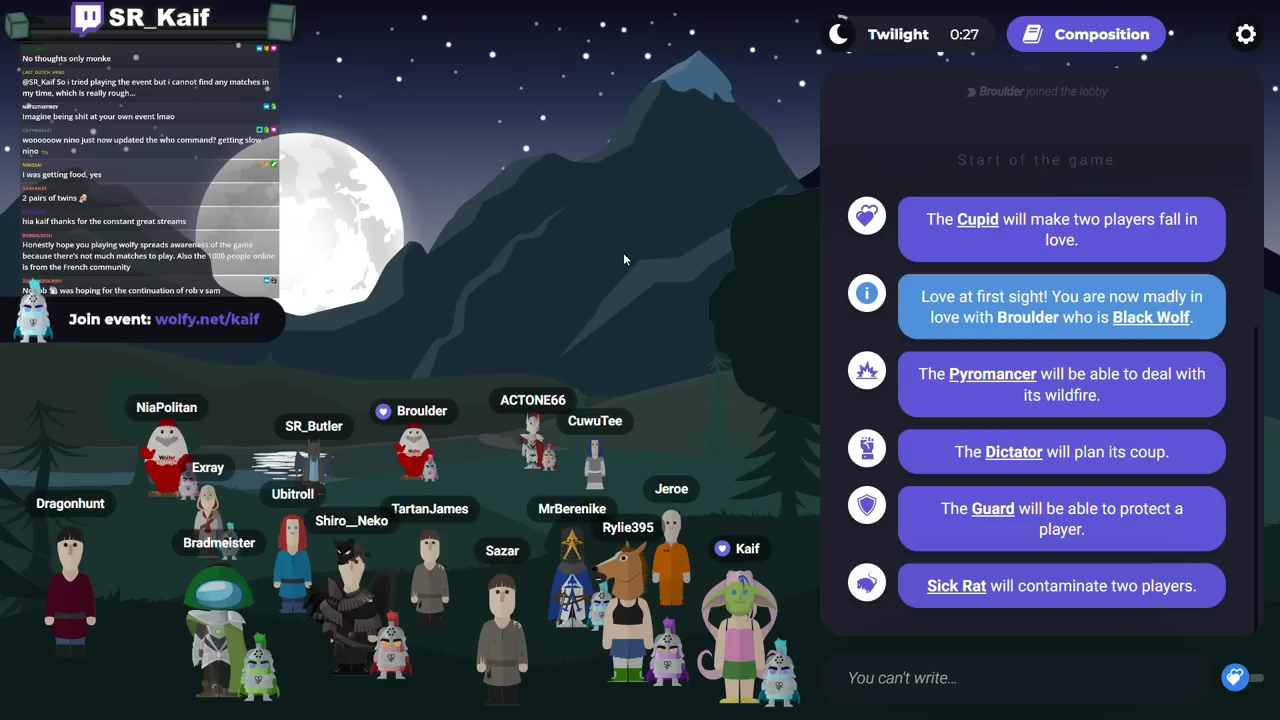 SR_Kaif
No thoughts only monke
@SR_Kaif So i tried playing the event but i cannot find any matches in
my time, which is really rough...
Imagine being shit at your own event lmao
woooooow nino just now updated the who command? getting slow
nino
I was getting food, yes
2 pairs of twins
hia kaif thanks for the constant great streams
Honestly hope you playing wolfy spreads awareness of the game
because there's not much matches to play. Also the 1000 people online
is from the French community
was hoping for the continuation of rob v sam
Join event: wolfy.net/kaif
Twilight 0:27
Composition
Broulder joined the lobby
Start of the game
The Cupid will make two players fall in
love.
Love at first sight! You are now madly in
love with Broulder who is Black Wolf.
The Pyromancer will be able to deal with
its wildfire.
The Dictator will plan its coup.
The Guard will be able to protect a
player.
Sick Rat will contaminate two players.
You can't write...
NiaPolitan
SR_Butler
Broulder
ACTONE66
CuwuTee
Exray
Dragonhunt
Ubitroll
Jeroe
Bradmeister
Shiro__Neko
TartanJames
MrBerenike
Rylie395
Sazar
Kaif